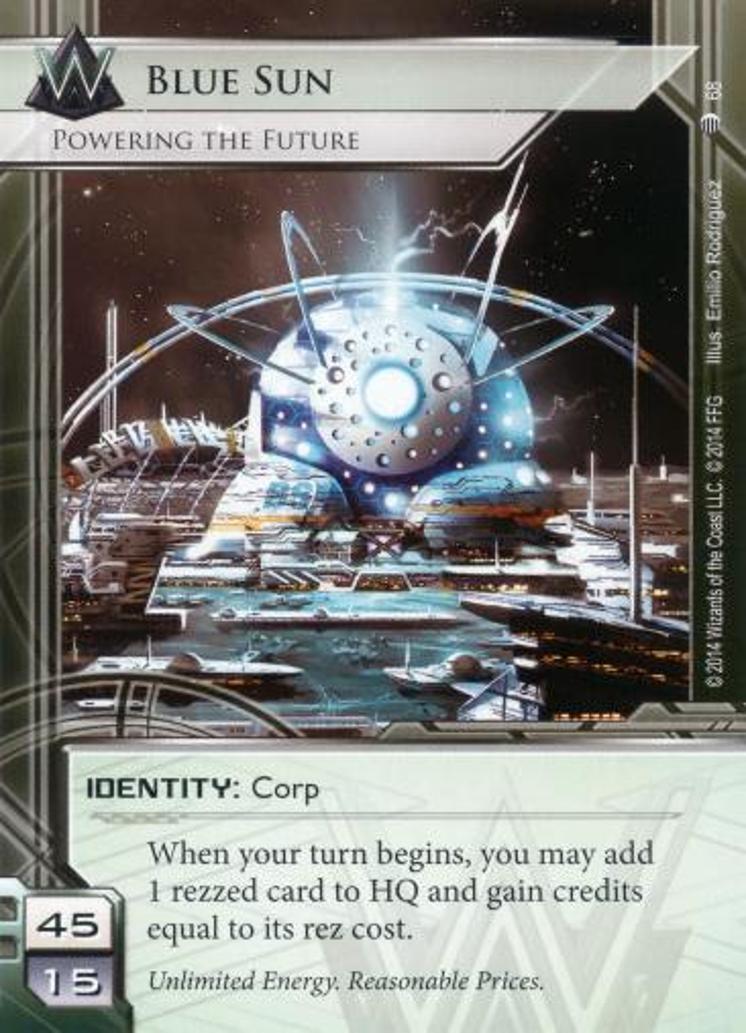 BLUE SUN
POWERING THE FUTURE
68
Illus. Emilio Rodriguez
© 2014 Wizards of the Coast LLC. © 2014 FFG
IDENTITY: Corp
When your turn begins, you may add
1 rezzed card to HQ and gain credits
equal to its rez cost.
Unlimited Energy. Reasonable Prices.
45
15